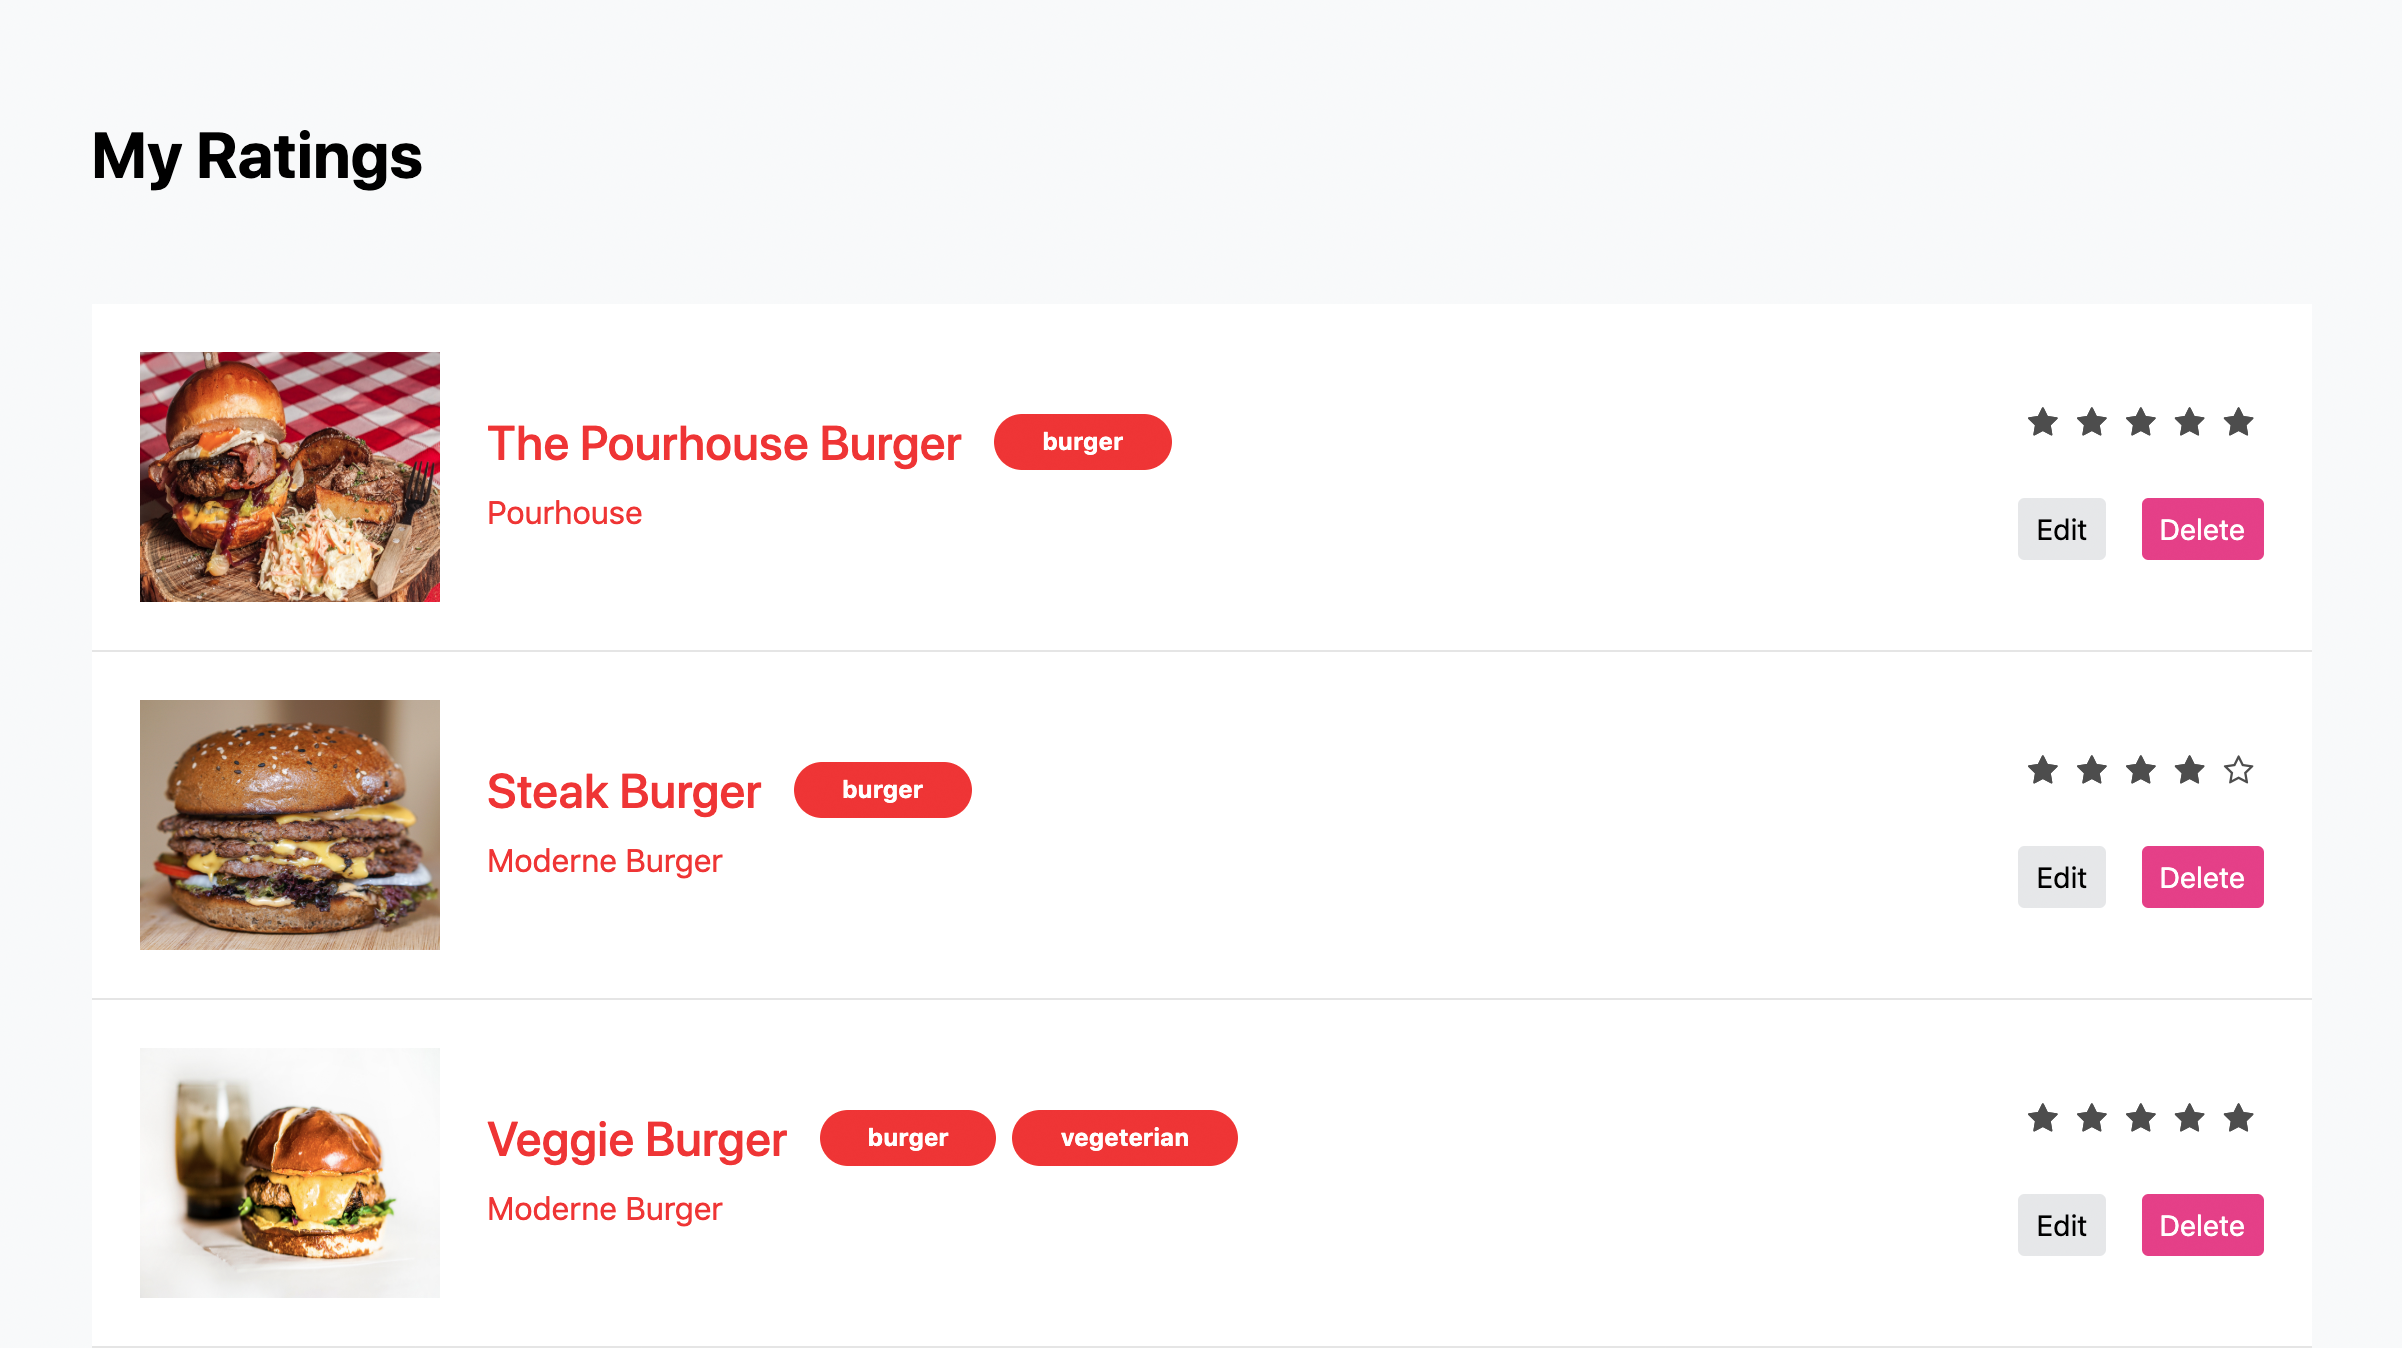 My Ratings
The Pourhouse Burger burger
Pourhouse
Edit Delete
Steak Burger burger
Moderne Burger
Edit Delete
Veggie Burger burger vegeterian
Moderne Burger
Edit Delete